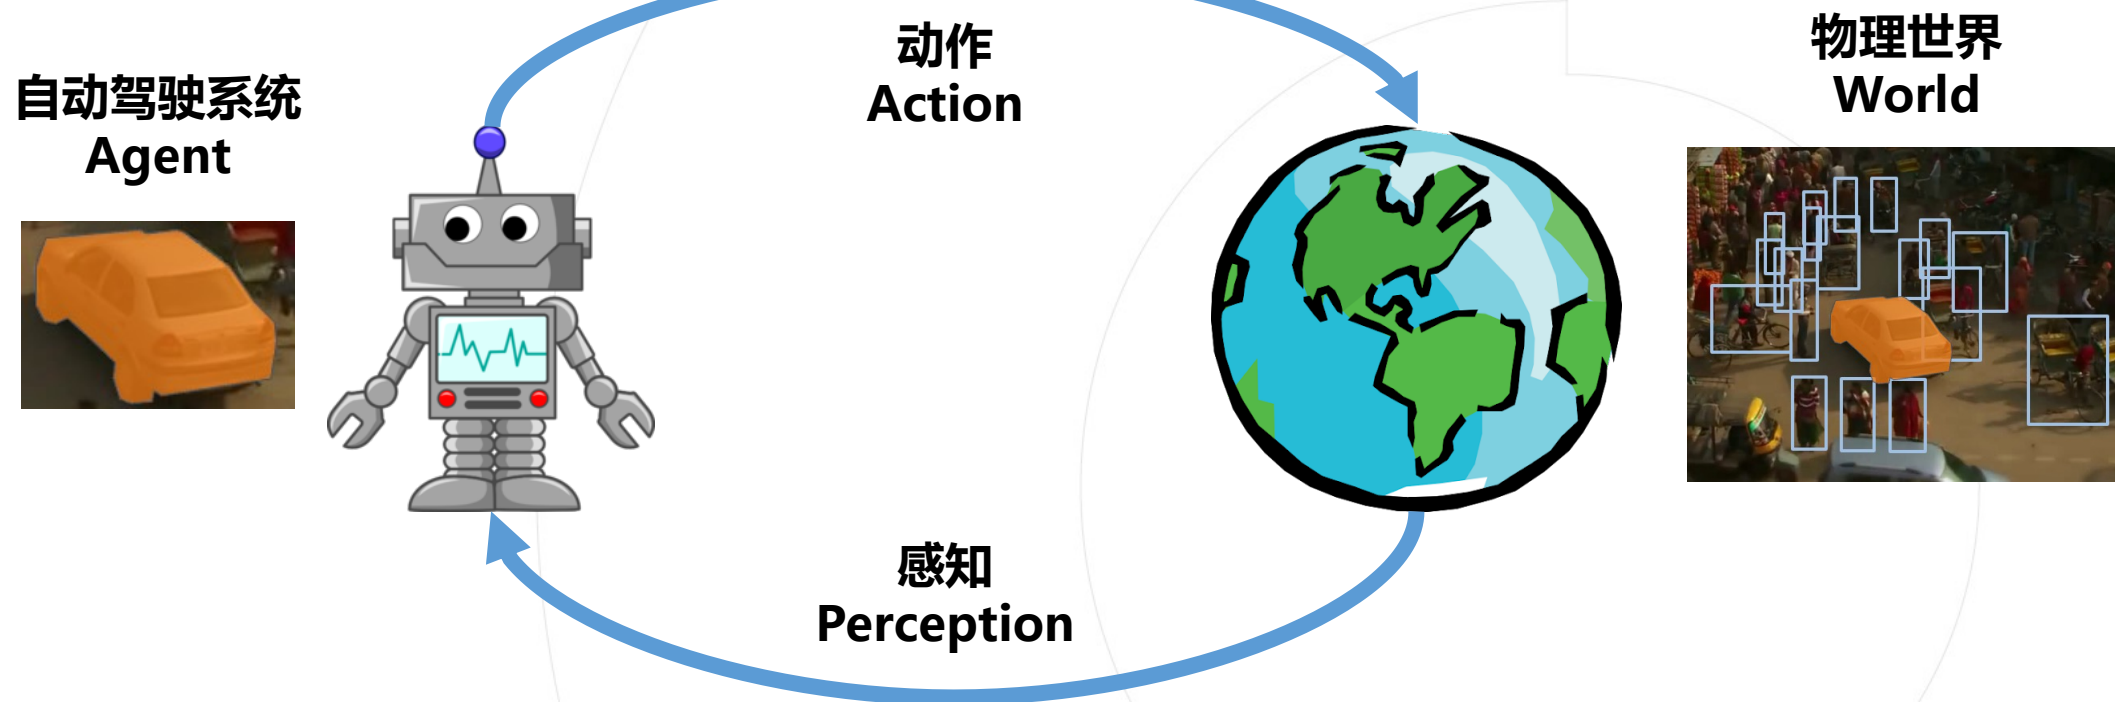 自动驾驶系统
Agent
动作
Action
物理世界
World
感知
Perception